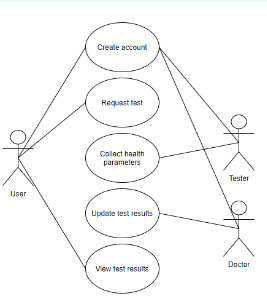 Create account
Request test
Collect health
parameters
Tester
User
Update test results
Doctor
View test results